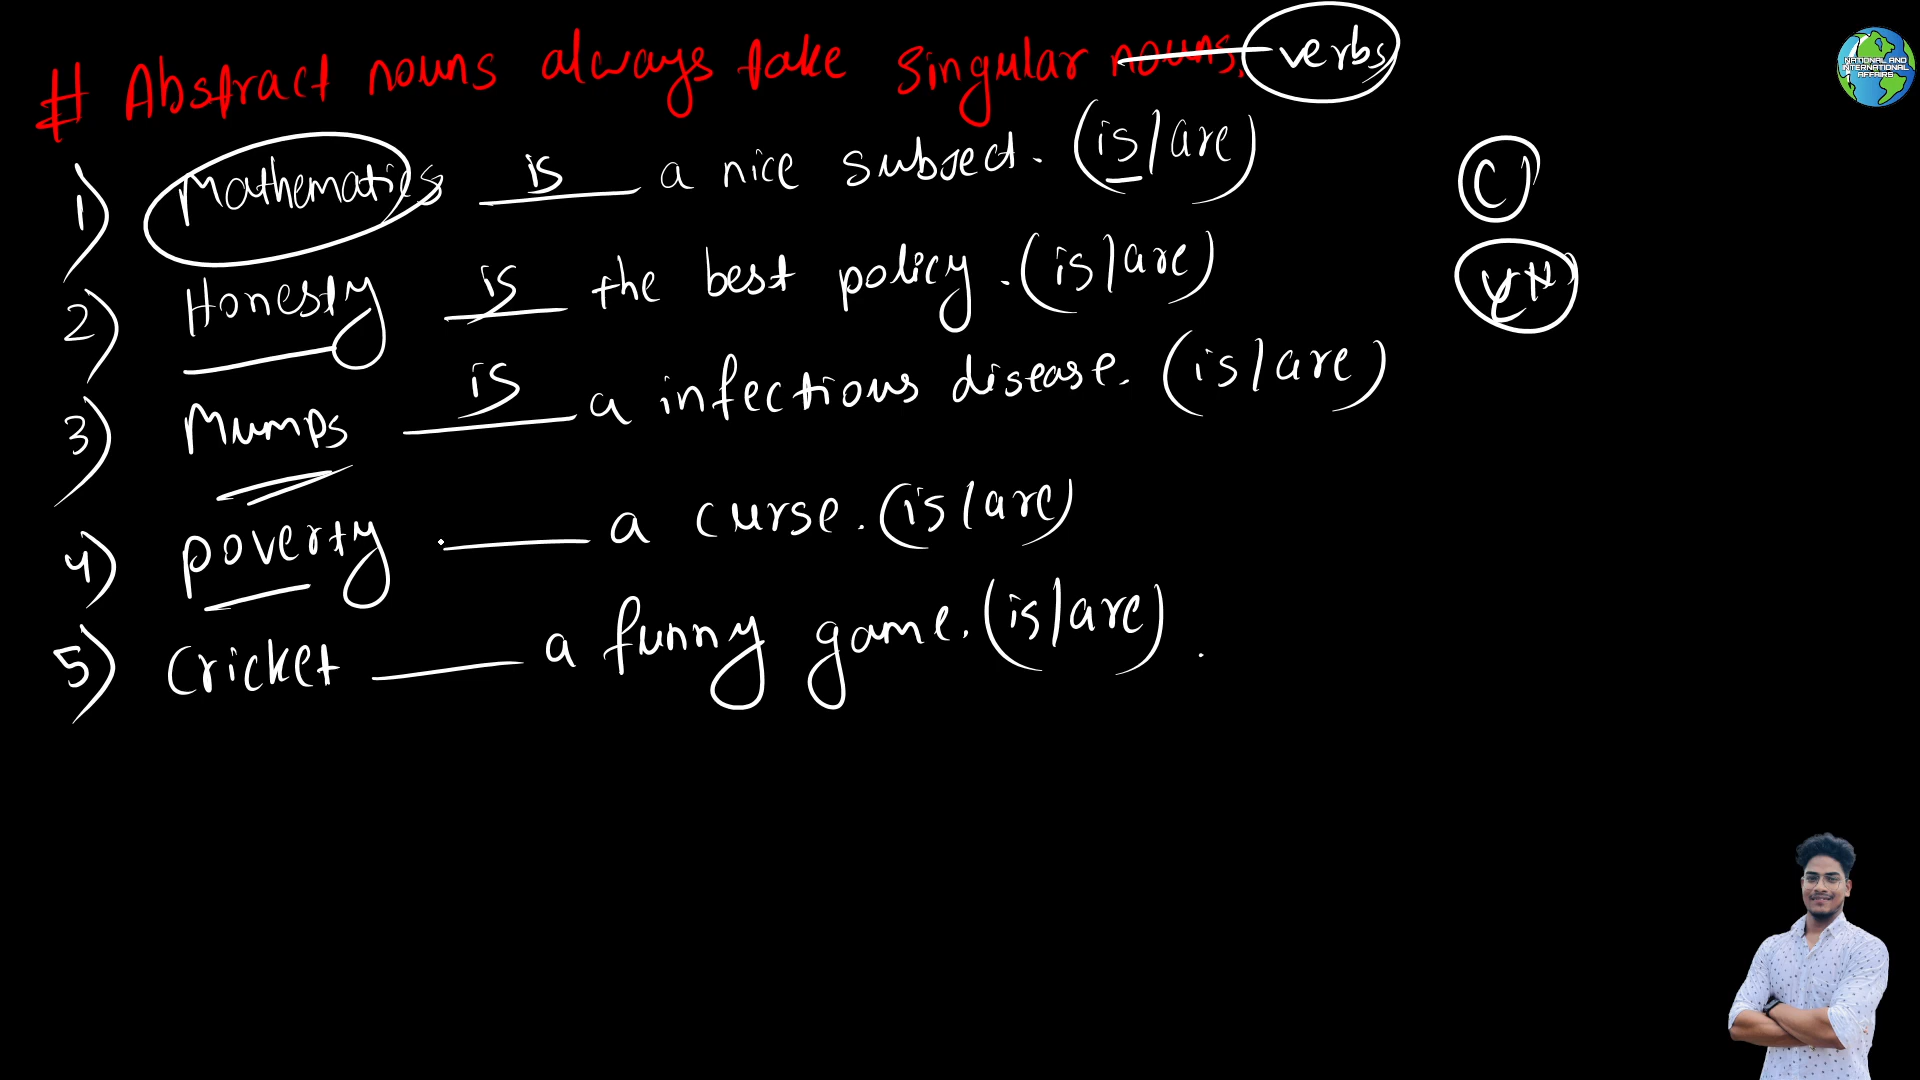 # Abstract nouns always take singular nouns. verbs
1) Mathematics is a nice subject. (is/are)
2) Honesty is the best policy. (is/are)
3) Mumps is a infectious disease. (is/are)
4) poverty ____ a curse. (is/are)
5) Cricket ____ a funny game. (is/are).
C
NATIONAL AND
INTERNATIONAL
AFFAIRS